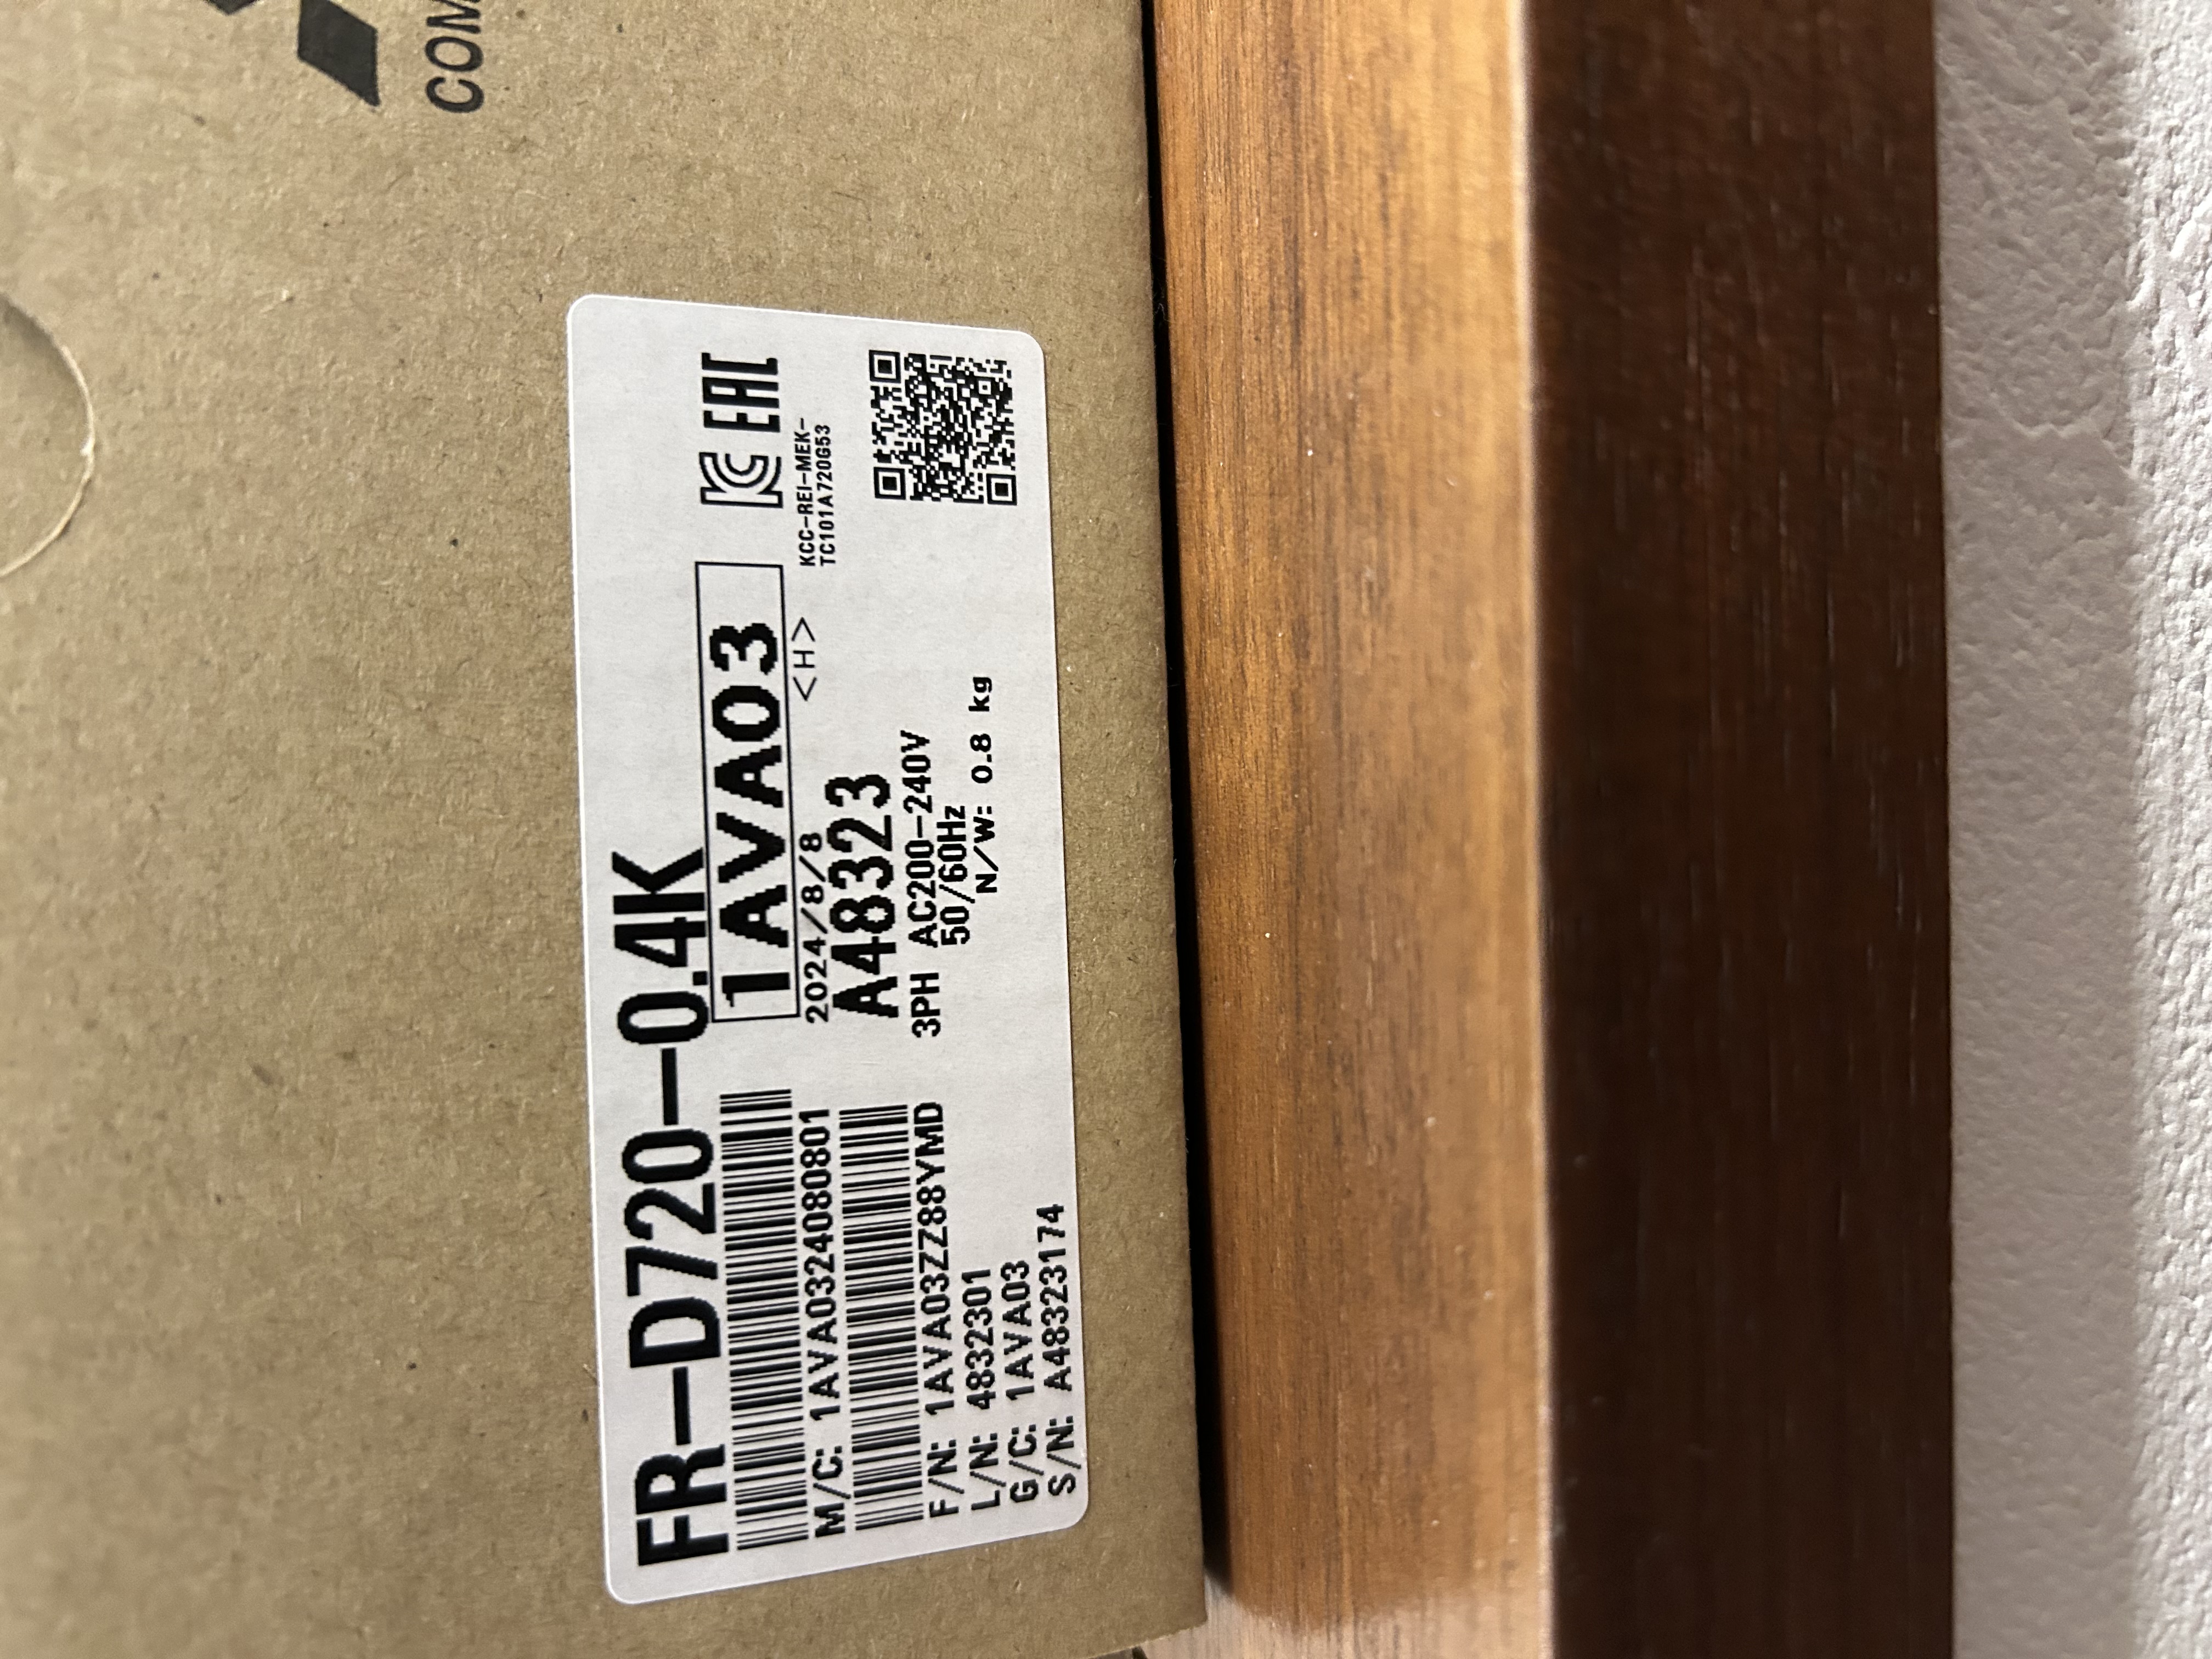 COM
FR-D720-0.4K
1AVA03
KCC-REI-MEK-
TC101A720G53
M/C: 1AVA03240801
2024/8/8 <H>
A48323
F/N: 1AVA03ZZ88YMD
3PH AC200-240V
50/60Hz
L/N: 4832301
N/W: 0.8 kg
G/C: 1AVA03
S/N: A48323174
EAC